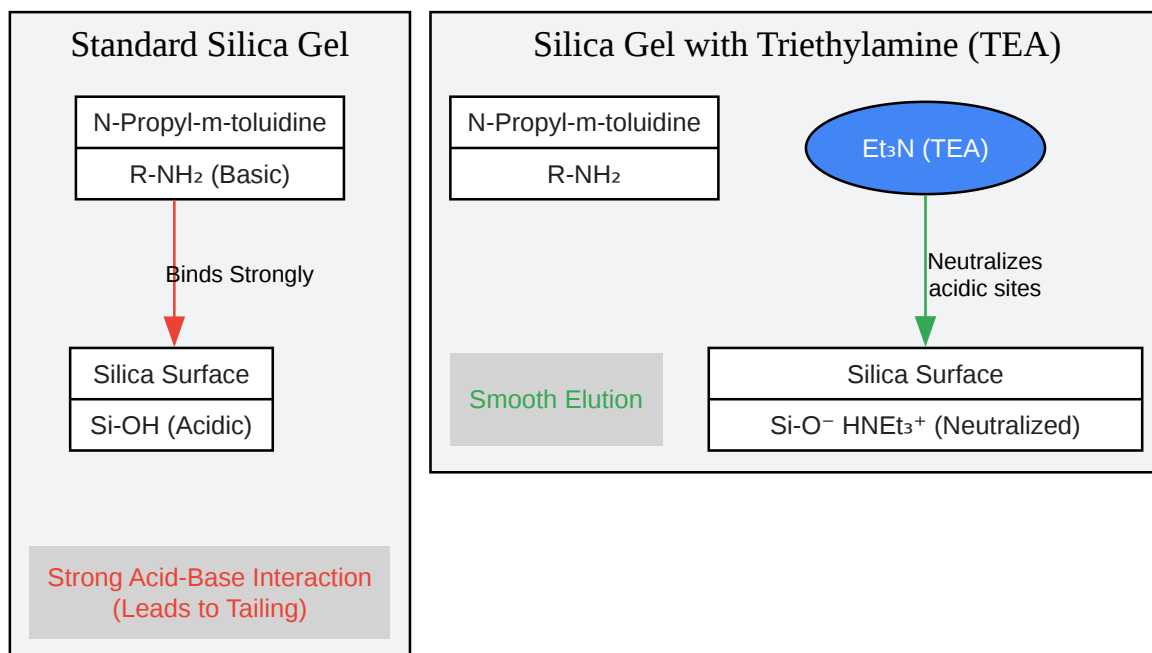 Standard Silica Gel
N-Propyl-m-toluidine
R-NH₂ (Basic)
Binds Strongly
Silica Surface
Si-OH (Acidic)
Strong Acid-Base Interaction
(Leads to Tailing)
Silica Gel with Triethylamine (TEA)
N-Propyl-m-toluidine
R-NH₂
Et₃N (TEA)
Neutralizes
acidic sites
Smooth Elution
Silica Surface
Si-O⁻ HNEt₃⁺ (Neutralized)